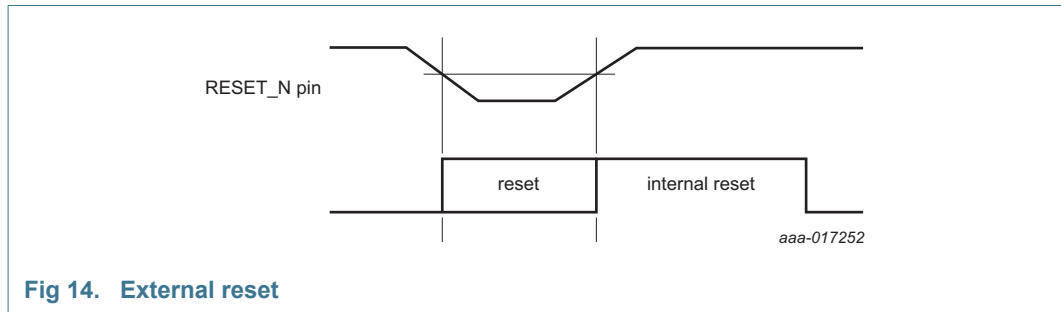 RESET_N pin
reset
internal reset
aaa-017252
Fig 14. External reset